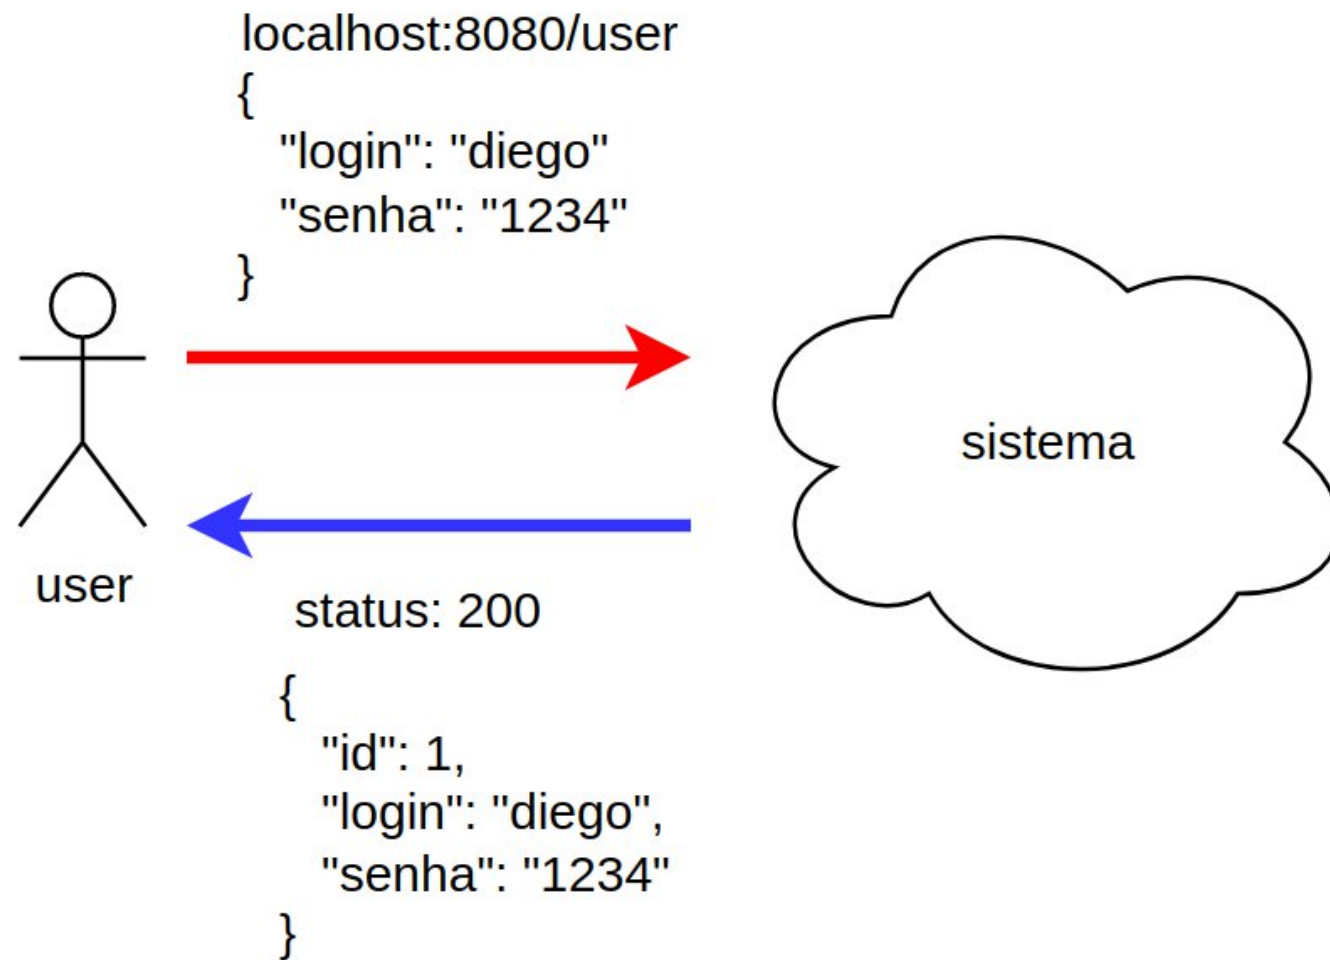 localhost:8080/user
{
"login": "diego"
"senha": "1234"
}
sistema
user
status: 200
{
"id": 1,
"login": "diego",
"senha": "1234"
}